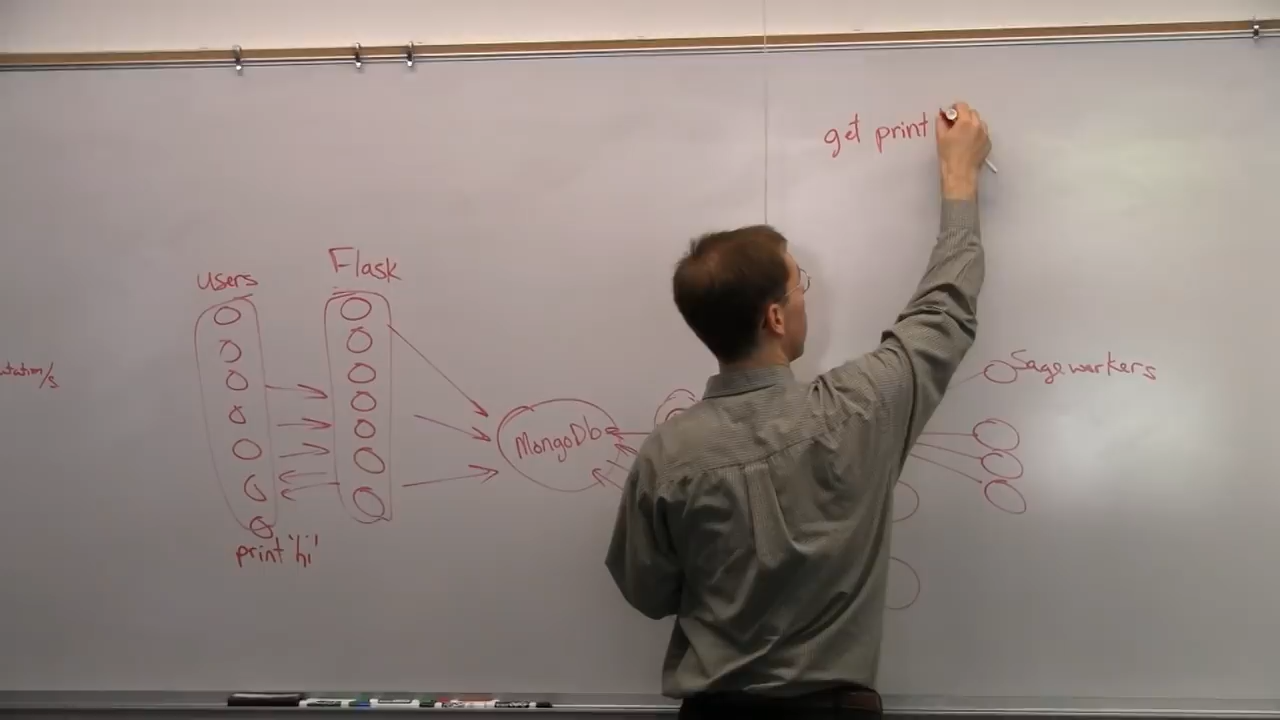 get print
Users
Flask
Sage workers
MongoDb
print 'hi'